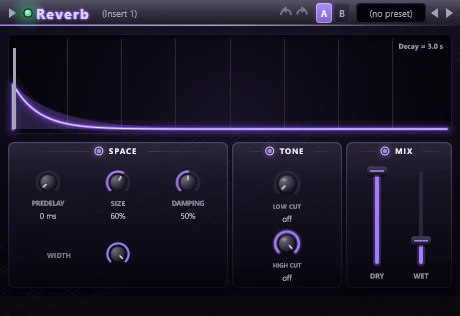 Reverb (Insert 1) A B (no preset)
Decay = 3.0 s
SPACE TONE MIX
PREDELAY SIZE DAMPING
0 ms 60% 50%
LOW CUT
off
WIDTH
HIGH CUT
off
DRY WET